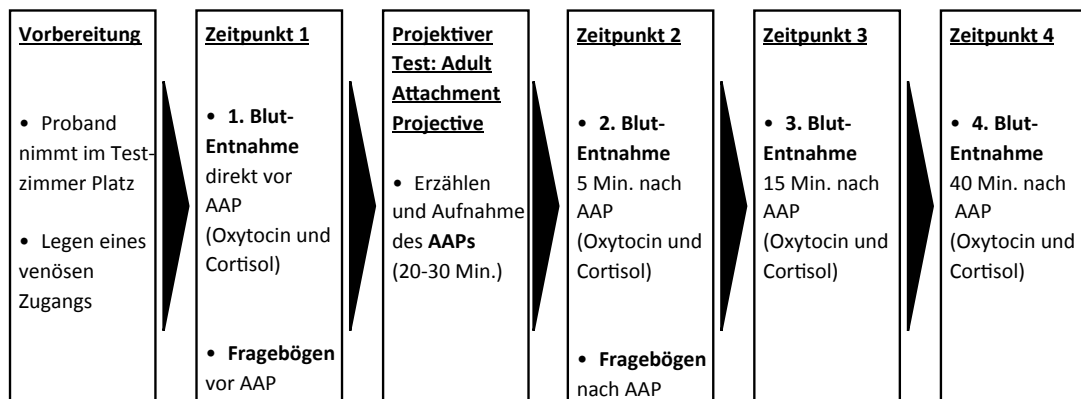 Vorbereitung
• Proband
nimmt im Test-
zimmer Platz
• Legen eines
venösen
Zugangs
Zeitpunkt 1
• 1. Blut-
Entnahme
direkt vor
AAP
(Oxytocin und
Cortisol)
• Fragebögen
vor AAP
Projektiver
Test: Adult
Attachment
Projective
• Erzählen
und Aufnahme
des AAPs
(20-30 Min.)
Zeitpunkt 2
• 2. Blut-
Entnahme
5 Min. nach
AAP
(Oxytocin und
Cortisol)
• Fragebögen
nach AAP
Zeitpunkt 3
• 3. Blut-
Entnahme
15 Min. nach
AAP
(Oxytocin und
Cortisol)
Zeitpunkt 4
• 4. Blut-
Entnahme
40 Min. nach
AAP
(Oxytocin und
Cortisol)